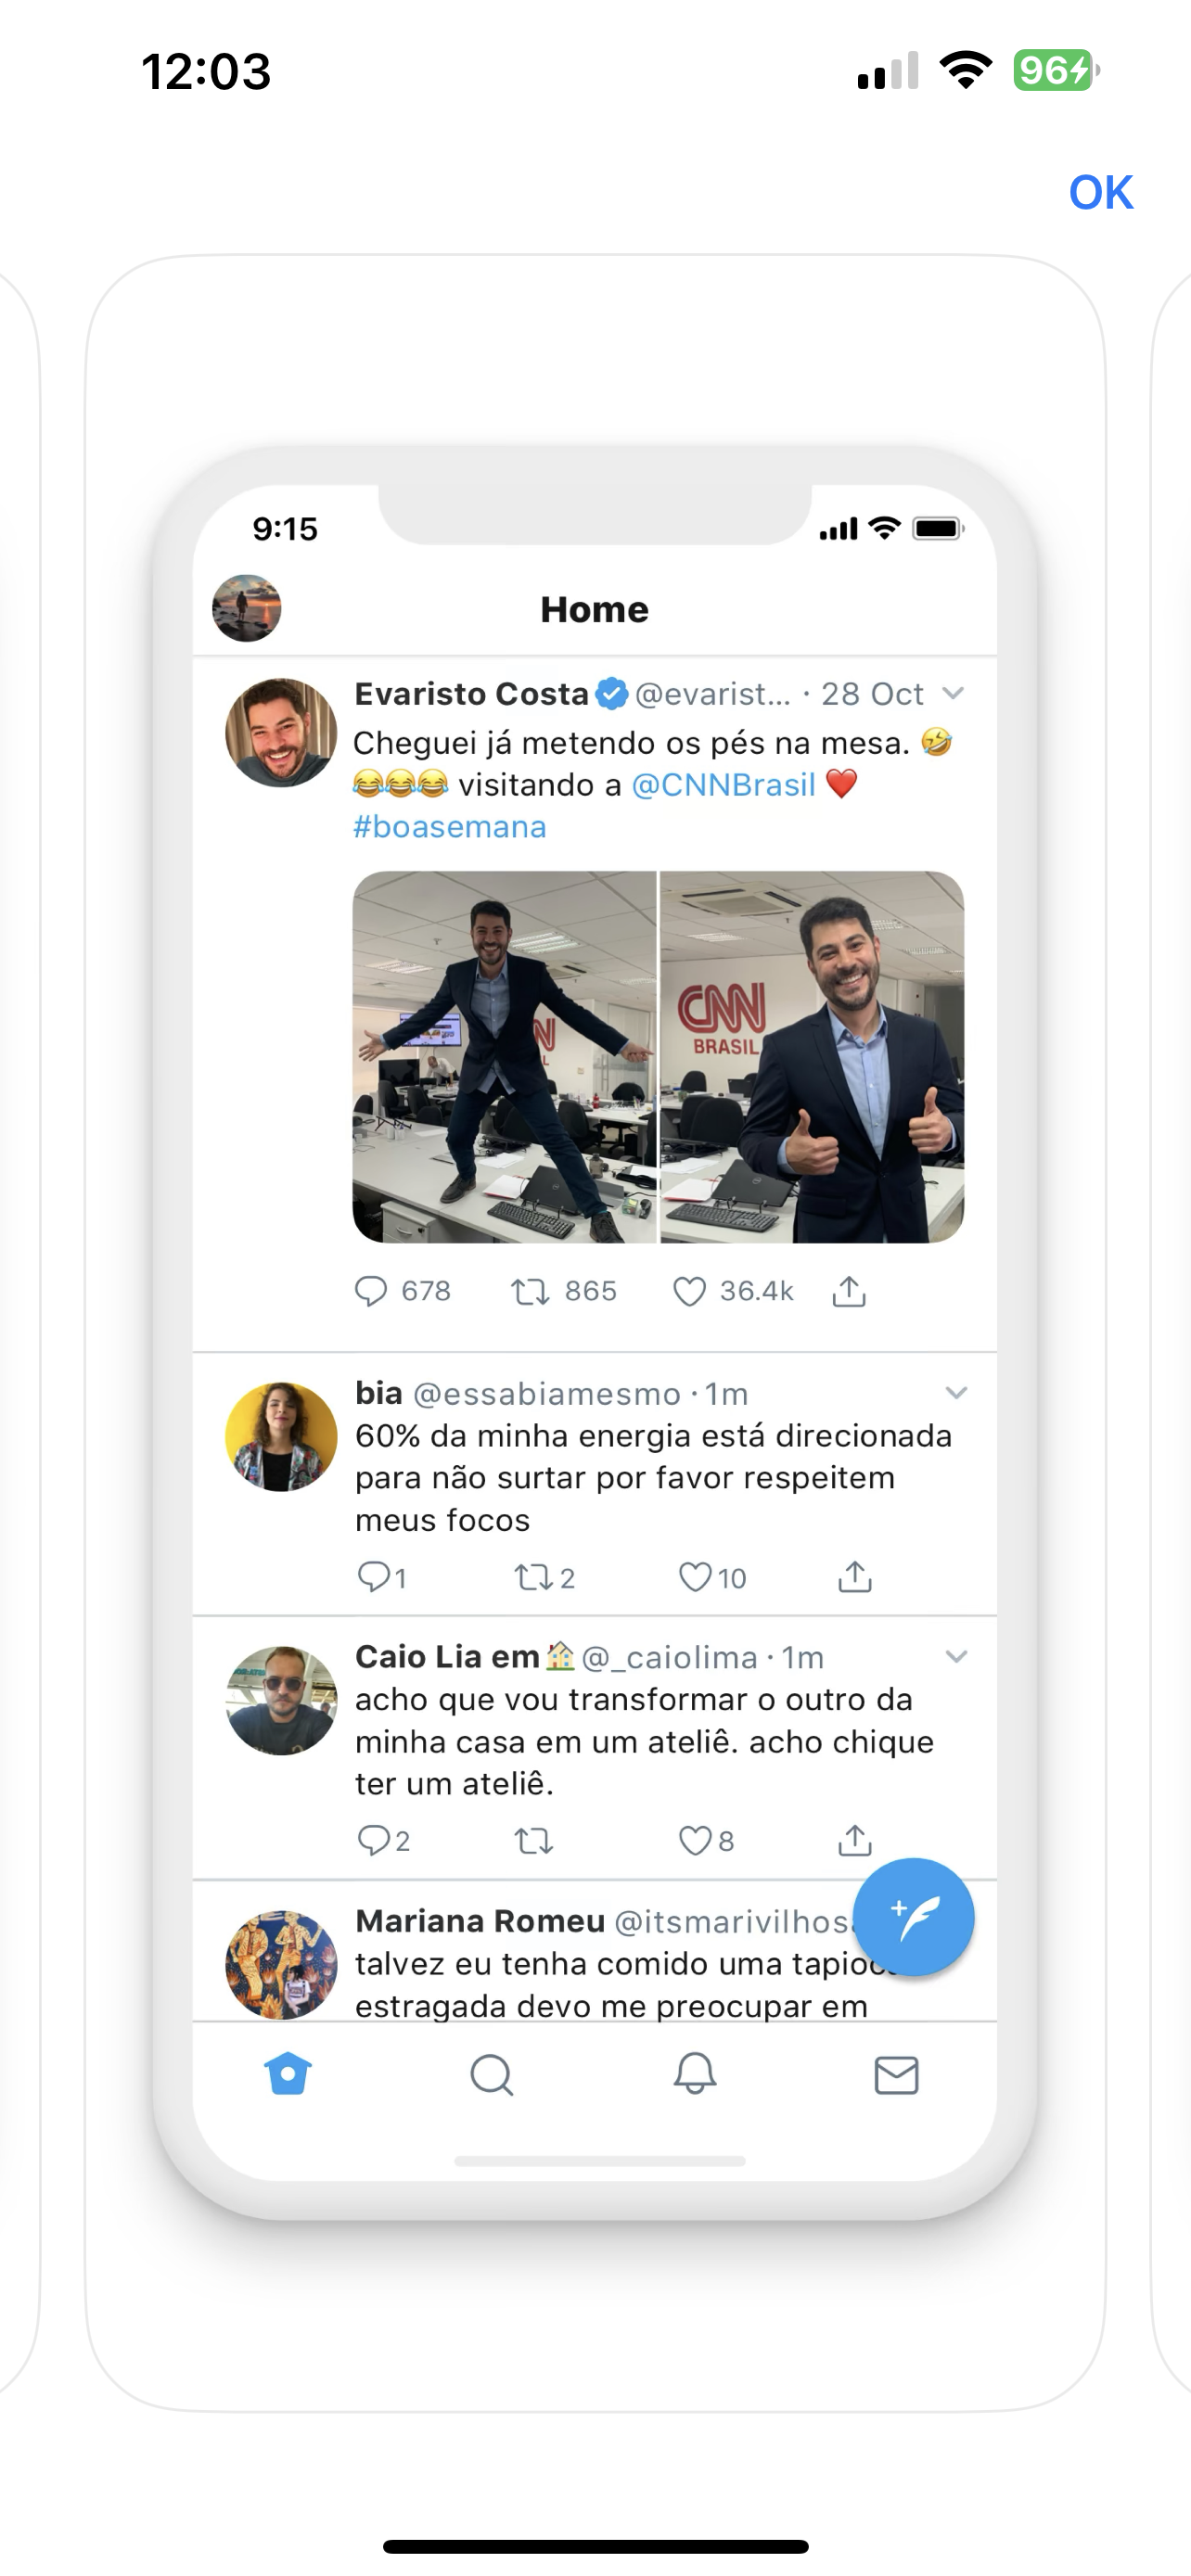 12:03
96
OK
9:15
Home
Evaristo Costa @evarist... · 28 Oct
Cheguei já metendo os pés na mesa. 🤣
😂😂😂 visitando a @CNNBrasil ❤️
#boasemana
CNN
BRASIL
678 865 36.4k
bia @essabiamesmo · 1m
60% da minha energia está direcionada
para não surtar por favor respeitem
meus focos
1 2 10
Caio Lia em 🏠 @_caiolima · 1m
acho que vou transformar o outro da
minha casa em um ateliê. acho chique
ter um ateliê.
2 8
Mariana Romeu @itsmarivilhos
talvez eu tenha comido uma tapioc
estragada devo me preocupar em